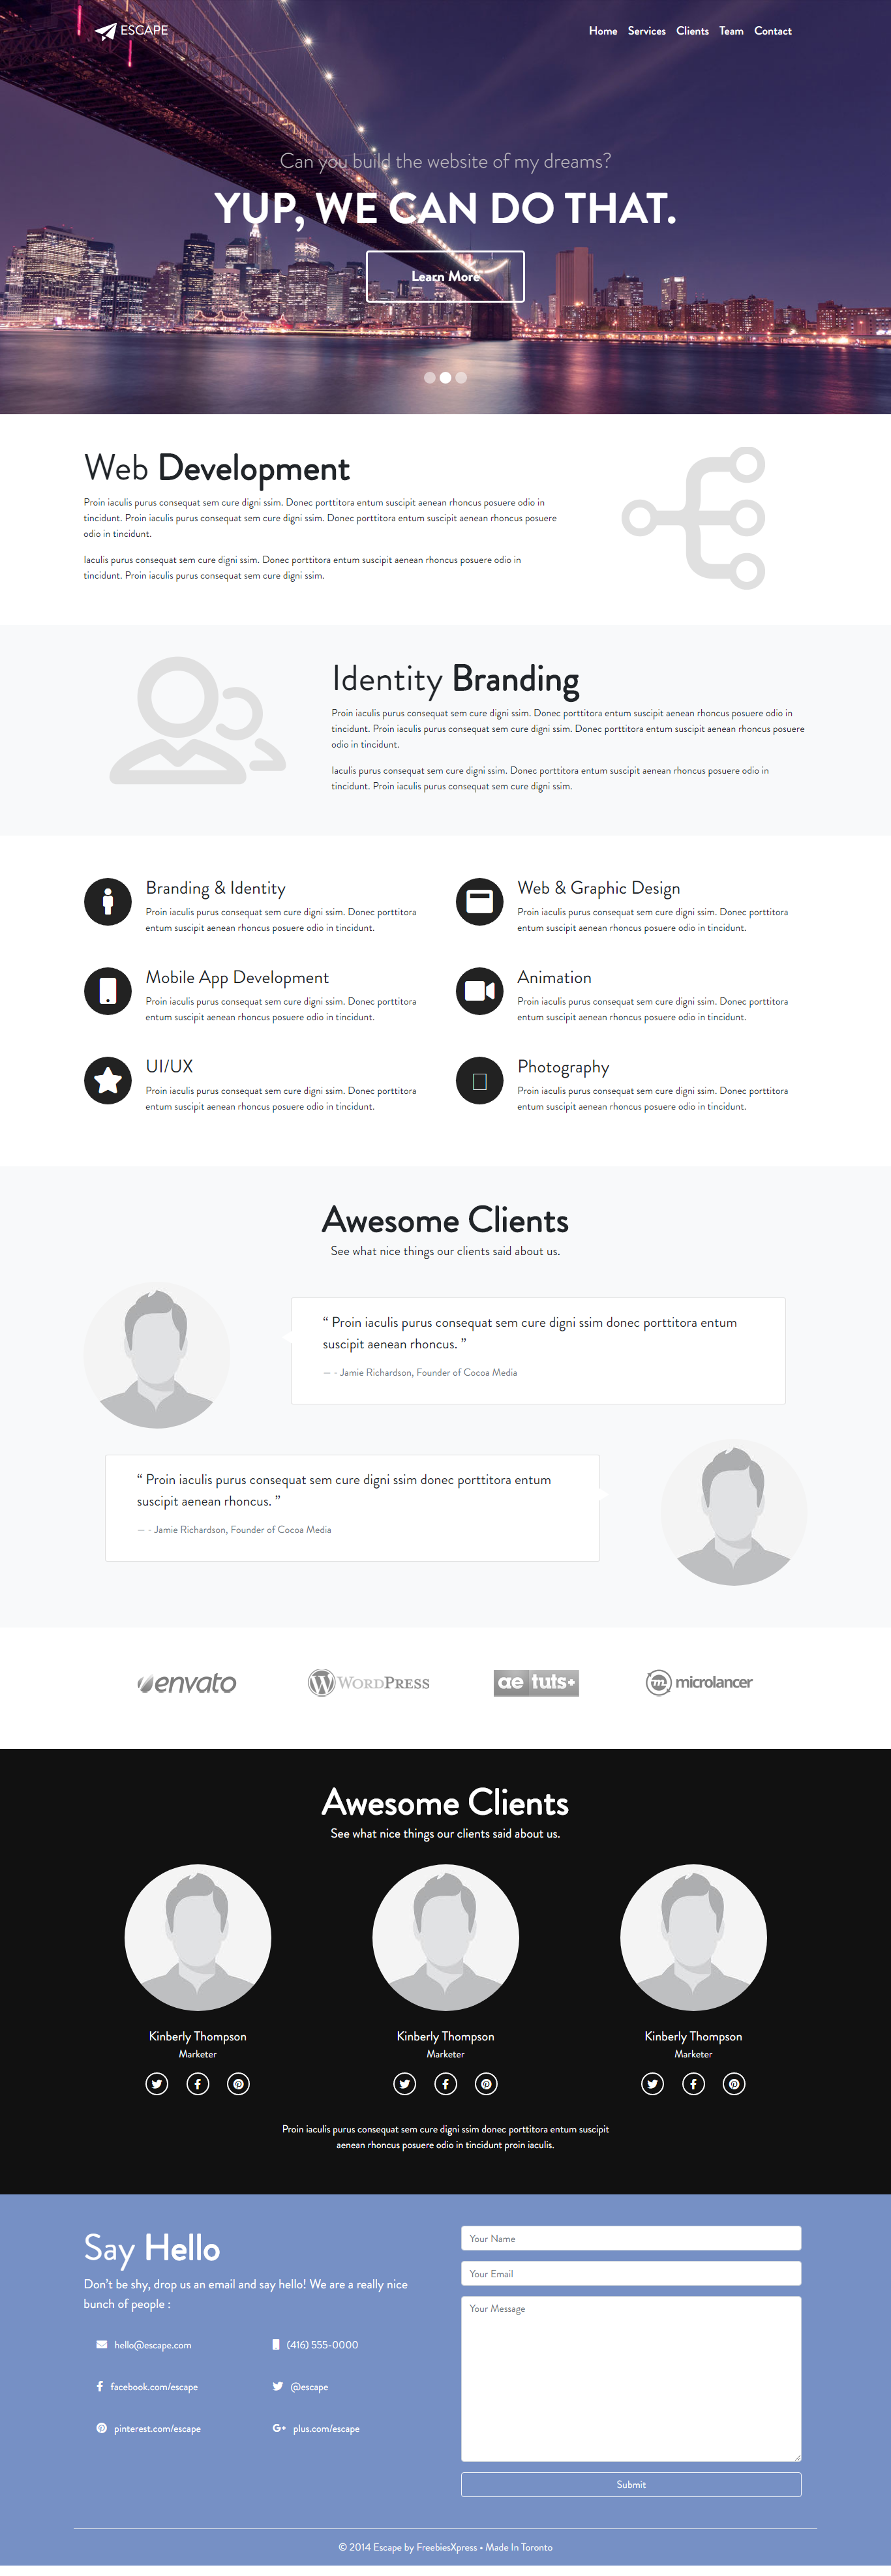 ESCAPE
Home Services Clients Team Contact
Can you build the website of my dreams?
YUP, WE CAN DO THAT.
Learn More
Web Development
Proin iaculis purus consequat sem cure digni ssim. Donec porttitora entum suscipit aenean rhoncus posuere odio in
tincidunt. Proin iaculis purus consequat sem cure digni ssim. Donec porttitora entum suscipit aenean rhoncus posuere
odio in tincidunt.
Iaculis purus consequat sem cure digni ssim. Donec porttitora entum suscipit aenean rhoncus posuere odio in
tincidunt. Proin iaculis purus consequat sem cure digni ssim.
Identity Branding
Proin iaculis purus consequat sem cure digni ssim. Donec porttitora entum suscipit aenean rhoncus posuere odio in
tincidunt. Proin iaculis purus consequat sem cure digni ssim. Donec porttitora entum suscipit aenean rhoncus posuere
odio in tincidunt.
Iaculis purus consequat sem cure digni ssim. Donec porttitora entum suscipit aenean rhoncus posuere odio in
tincidunt. Proin iaculis purus consequat sem cure digni ssim.
Branding & Identity
Proin iaculis purus consequat sem cure digni ssim. Donec porttitora
entum suscipit aenean rhoncus posuere odio in tincidunt.
Web & Graphic Design
Proin iaculis purus consequat sem cure digni ssim. Donec porttitora
entum suscipit aenean rhoncus posuere odio in tincidunt.
Mobile App Development
Proin iaculis purus consequat sem cure digni ssim. Donec porttitora
entum suscipit aenean rhoncus posuere odio in tincidunt.
Animation
Proin iaculis purus consequat sem cure digni ssim. Donec porttitora
entum suscipit aenean rhoncus posuere odio in tincidunt.
UI/UX
Proin iaculis purus consequat sem cure digni ssim. Donec porttitora
entum suscipit aenean rhoncus posuere odio in tincidunt.
Photography
Proin iaculis purus consequat sem cure digni ssim. Donec porttitora
entum suscipit aenean rhoncus posuere odio in tincidunt.
Awesome Clients
See what nice things our clients said about us.
“ Proin iaculis purus consequat sem cure digni ssim donec porttitora entum
suscipit aenean rhoncus. ”
— - Jamie Richardson, Founder of Cocoa Media
“ Proin iaculis purus consequat sem cure digni ssim donec porttitora entum
suscipit aenean rhoncus. ”
— - Jamie Richardson, Founder of Cocoa Media
envato WORDPRESS ae tuts+ m microlancer
Awesome Clients
See what nice things our clients said about us.
Kinberly Thompson Kinberly Thompson Kinberly Thompson
Marketer Marketer Marketer
Proin iaculis purus consequat sem cure digni ssim donec porttitora entum suscipit
aenean rhoncus posuere odio in tincidunt proin iaculis.
Say Hello
Don't be shy, drop us an email and say hello! We are a really nice
bunch of people :
hello@escape.com (416) 555-0000
facebook.com/escape @escape
pinterest.com/escape G+ plus.com/escape
Your Name
Your Email
Your Message
Submit
© 2014 Escape by FreebiesXpress • Made In Toronto